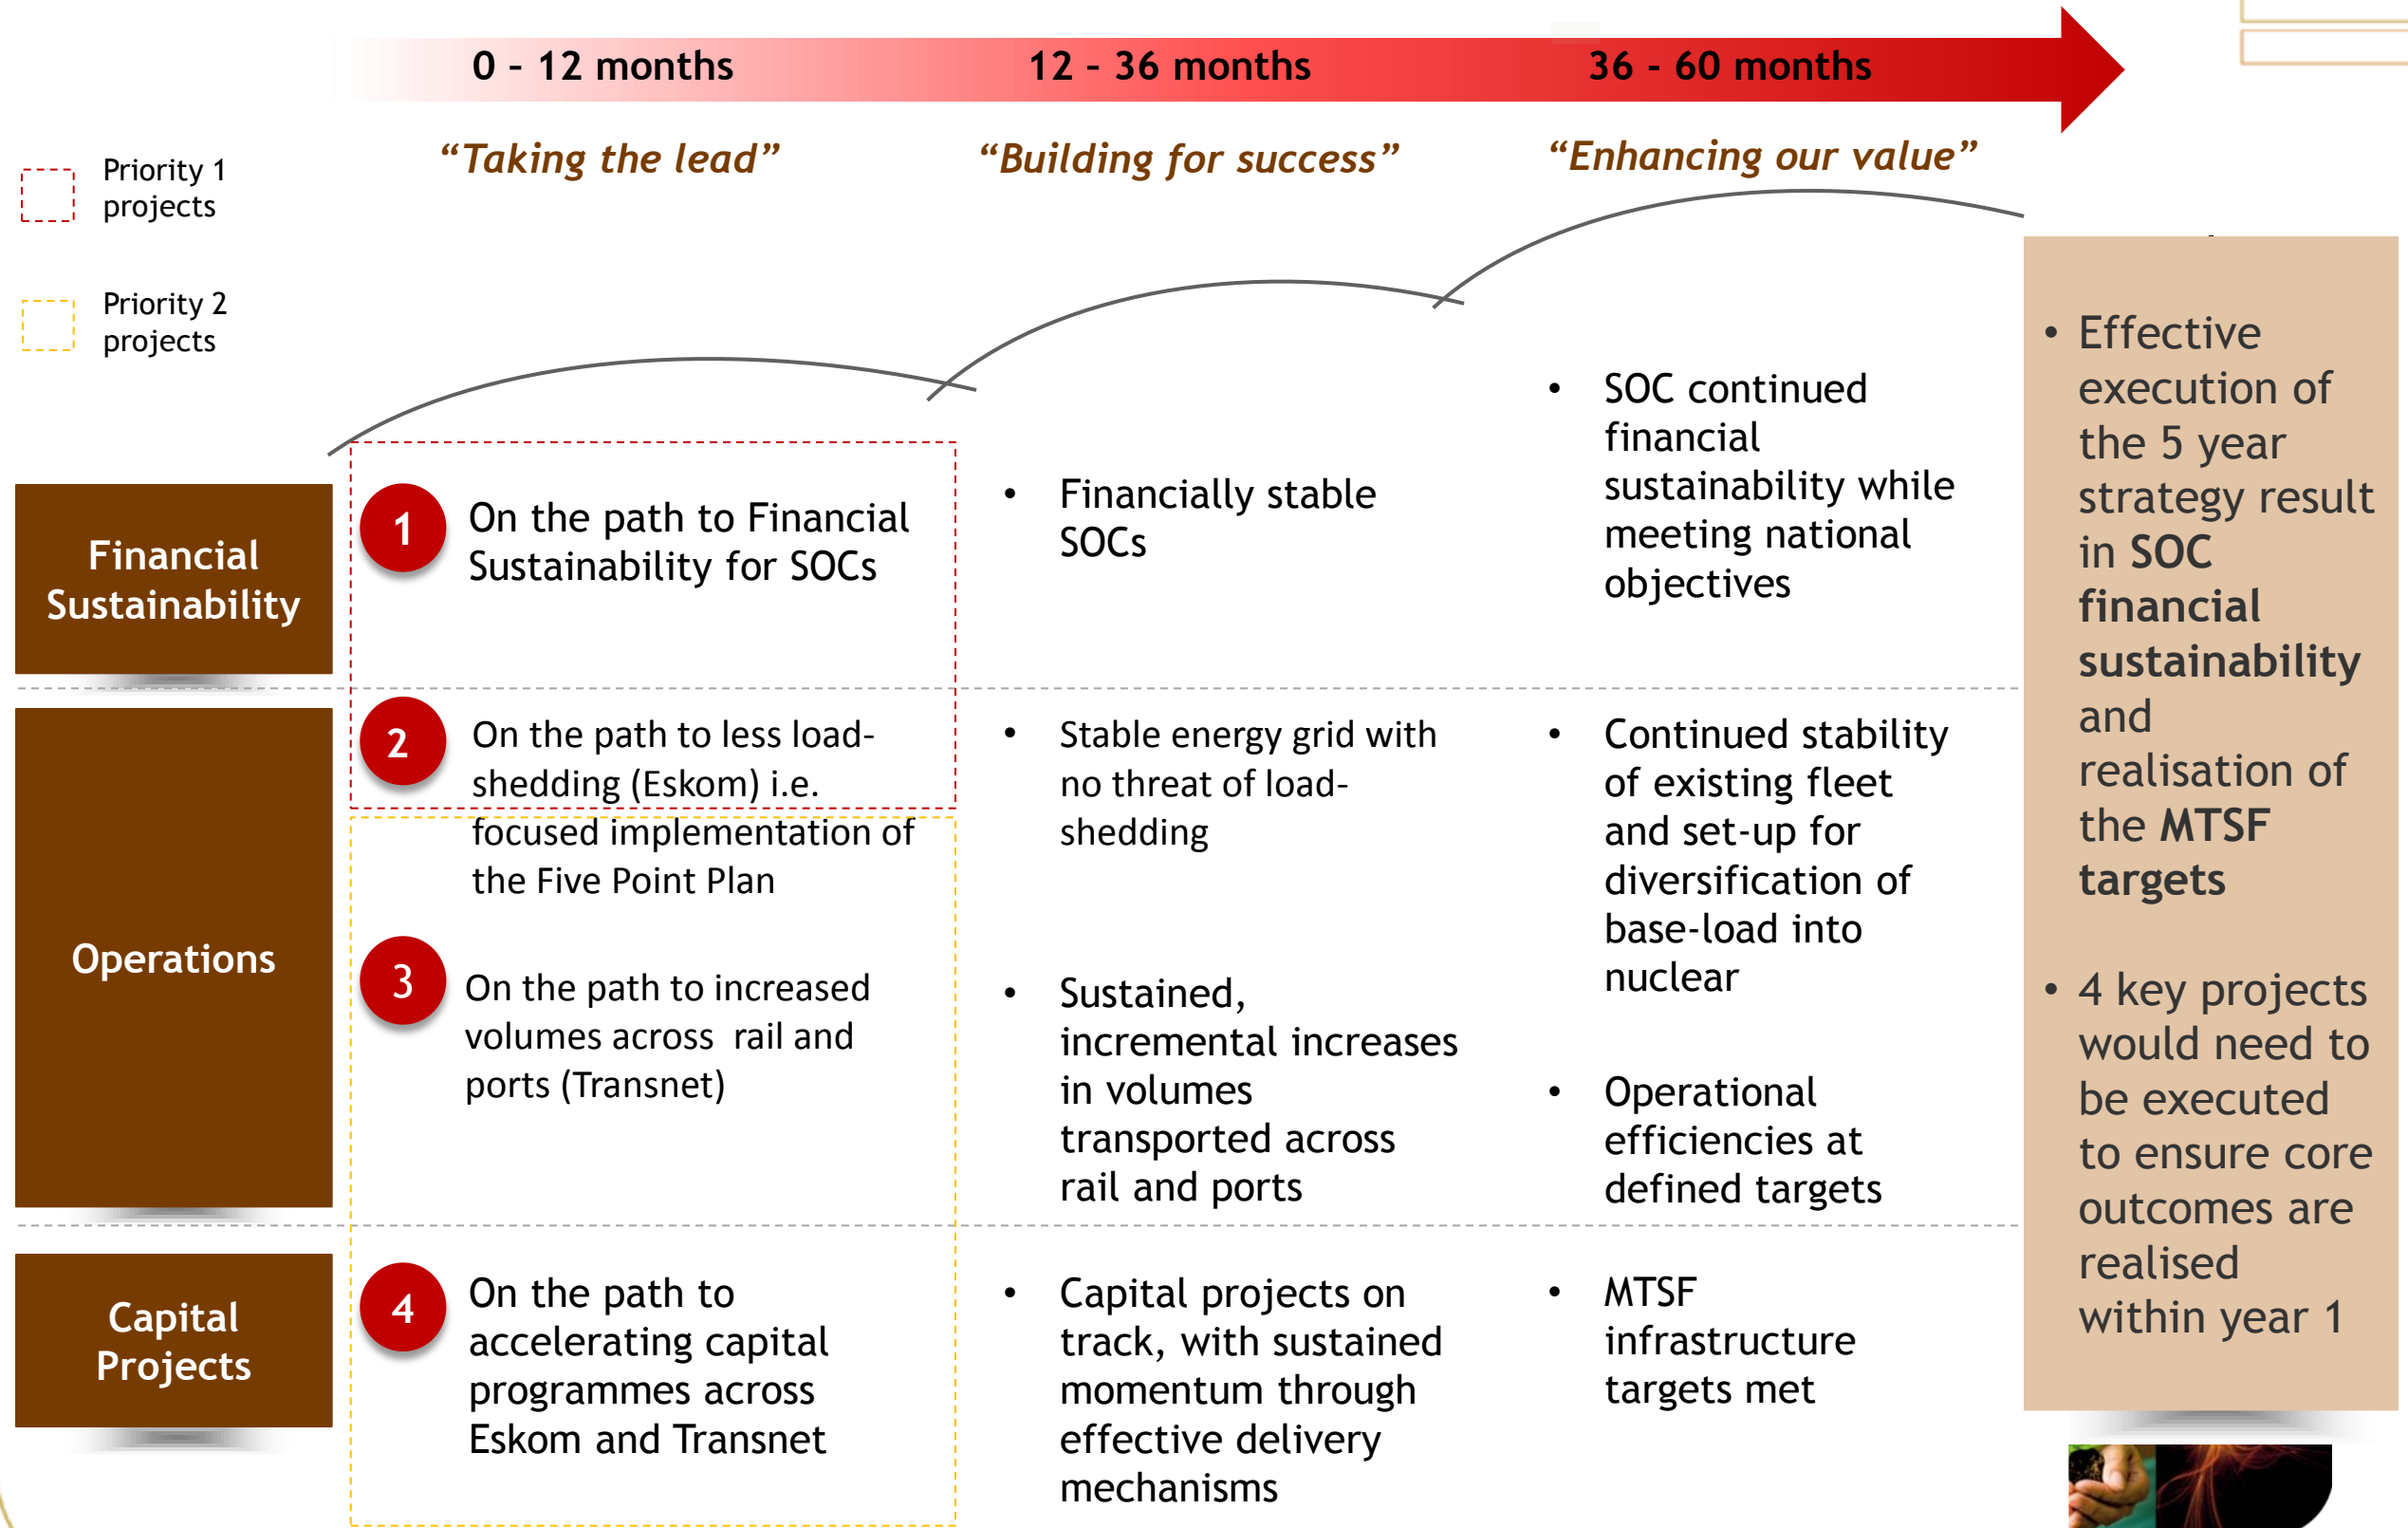 0 – 12 months
12 – 36 months
36 - 60 months
“Taking the lead”
“Building for success”
“Enhancing our value”
Priority 1
projects
Priority 2
projects
Financial
Sustainability
1
On the path to Financial
Sustainability for SOCs
• Financially stable
SOCs
• SOC continued
financial
sustainability while
meeting national
objectives
Operations
2
On the path to less load-
shedding (Eskom) i.e.
focused implementation of
the Five Point Plan
• Stable energy grid with
no threat of load-
shedding
• Continued stability
of existing fleet
and set-up for
diversification of
base-load into
nuclear
3
On the path to increased
volumes across rail and
ports (Transnet)
• Sustained,
incremental increases
in volumes
transported across
rail and ports
• Operational
efficiencies at
defined targets
Capital
Projects
4
On the path to
accelerating capital
programmes across
Eskom and Transnet
• Capital projects on
track, with sustained
momentum through
effective delivery
mechanisms
• MTSF
infrastructure
targets met
• Effective
execution of
the 5 year
strategy result
in SOC
financial
sustainability
and
realisation of
the MTSF
targets
• 4 key projects
would need to
be executed
to ensure core
outcomes are
realised
within year 1